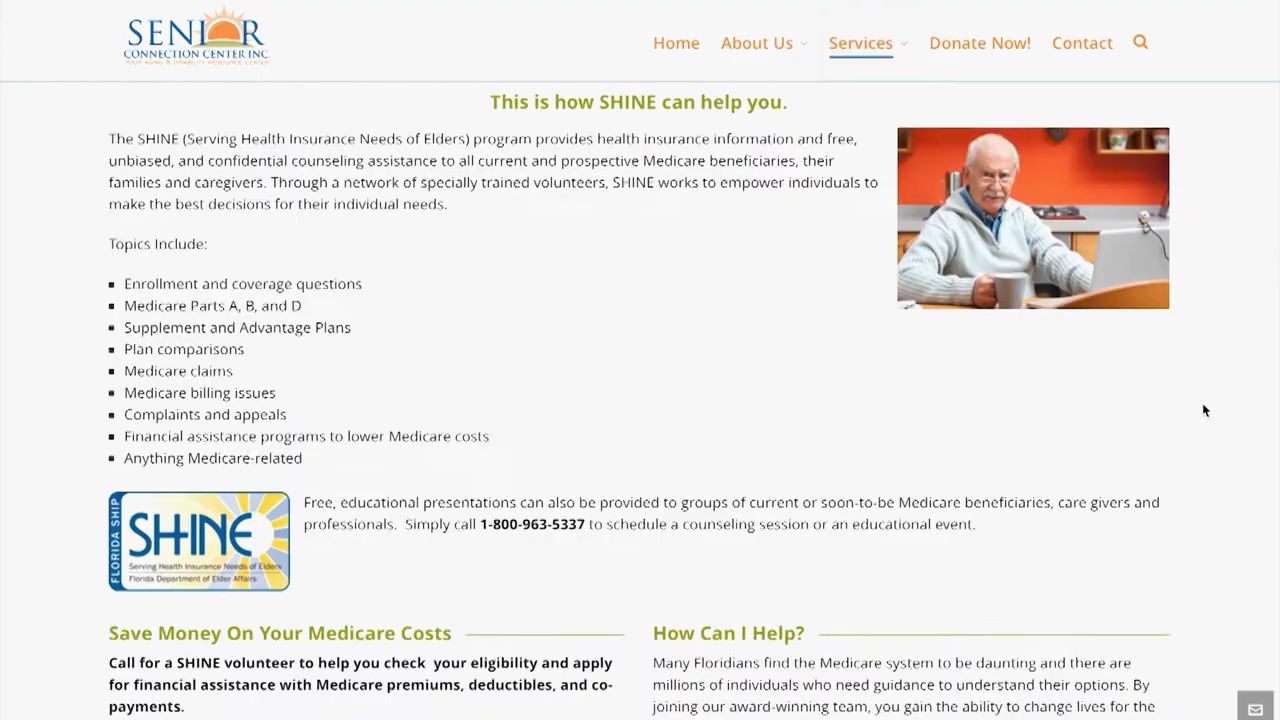 SENIOR
CONNECTION CENTER INC
YOUR AGING & DISABILITY RESOURCE CENTER
Home
About Us
Services
Donate Now!
Contact
This is how SHINE can help you.
The SHINE (Serving Health Insurance Needs of Elders) program provides health insurance information and free,
unbiased, and confidential counseling assistance to all current and prospective Medicare beneficiaries, their
families and caregivers. Through a network of specially trained volunteers, SHINE works to empower individuals to
make the best decisions for their individual needs.
Topics Include:
Enrollment and coverage questions
Medicare Parts A, B, and D
Supplement and Advantage Plans
Plan comparisons
Medicare claims
Medicare billing issues
Complaints and appeals
Financial assistance programs to lower Medicare costs
Anything Medicare-related
FLORIDA SHIP
SHINE
Serving Health Insurance Needs of Elders
Florida Department of Elder Affairs
Free, educational presentations can also be provided to groups of current or soon-to-be Medicare beneficiaries, care givers and
professionals. Simply call 1-800-963-5337 to schedule a counseling session or an educational event.
Save Money On Your Medicare Costs
Call for a SHINE volunteer to help you check your eligibility and apply
for financial assistance with Medicare premiums, deductibles, and co-
payments.
How Can I Help?
Many Floridians find the Medicare system to be daunting and there are
millions of individuals who need guidance to understand their options. By
joining our award-winning team, you gain the ability to change lives for the